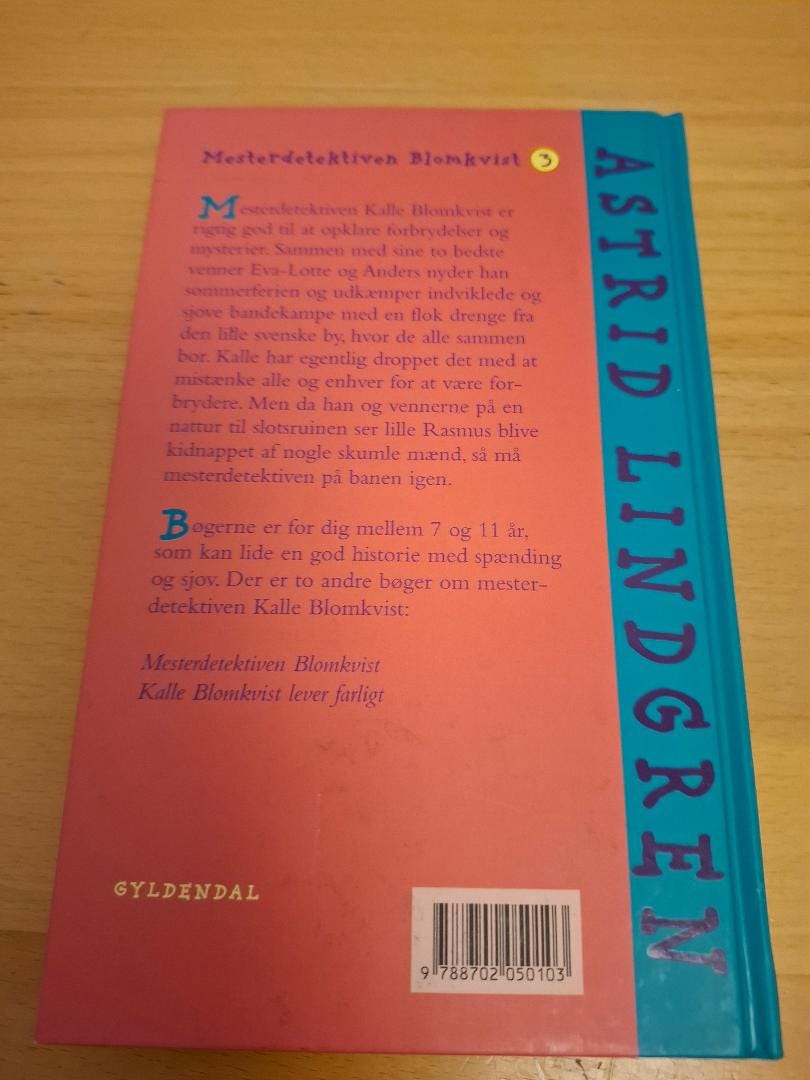 Mesterdetektiven Blomkvist 3
Mesterdetektiven Kalle Blomkvist er
rigtig god til at opklare forbrydelser og
mysterier. Sammen med sine to bedste
venner Eva-Lotte og Anders nyder han
sommerferien og udkæmper indviklede og
sjove bandekampe med en flok drenge fra
den lille svenske by, hvor de alle sammen
bor. Kalle har egentlig droppet det med at
mistænke alle og enhver for at være for-
brydere. Men da han og vennerne på en
nattur til slotsruinen ser lille Rasmus blive
kidnappet af nogle skumle mænd, så må
mesterdetektiven på banen igen.
Bøgerne er for dig mellem 7 og 11 år,
som kan lide en god historie med spænding
og sjov. Der er to andre bøger om mester-
detektiven Kalle Blomkvist:
Mesterdetektiven Blomkvist
Kalle Blomkvist lever farligt
GYLDENDAL
9 788702 050103
ASTRID LINDGREN